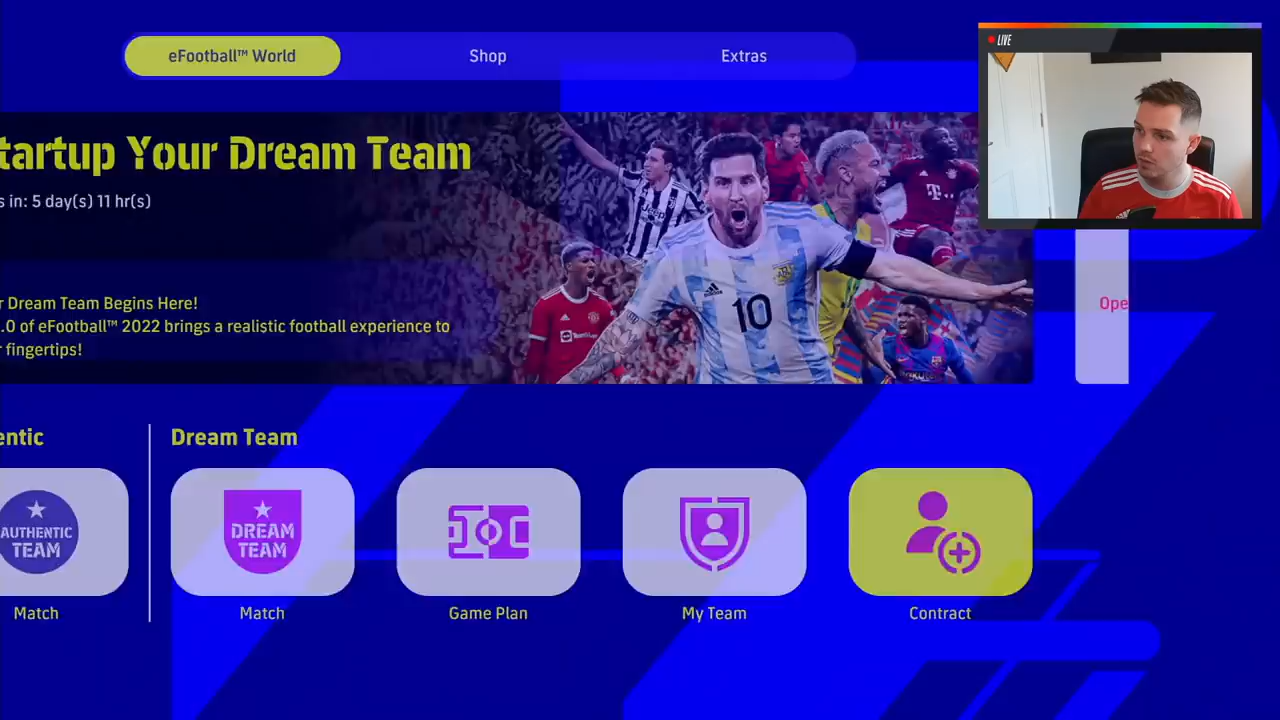 eFootball™ World
Shop
Extras
LIVE
tartup Your Dream Team
s in: 5 day(s) 11 hr(s)
r Dream Team Begins Here!
.0 of eFootball™ 2022 brings a realistic football experience to
r fingertips!
Jeep
10
Ope
entic
Dream Team
AUTHENTIC
TEAM
DREAM
TEAM
Match
Match
Game Plan
My Team
Contract